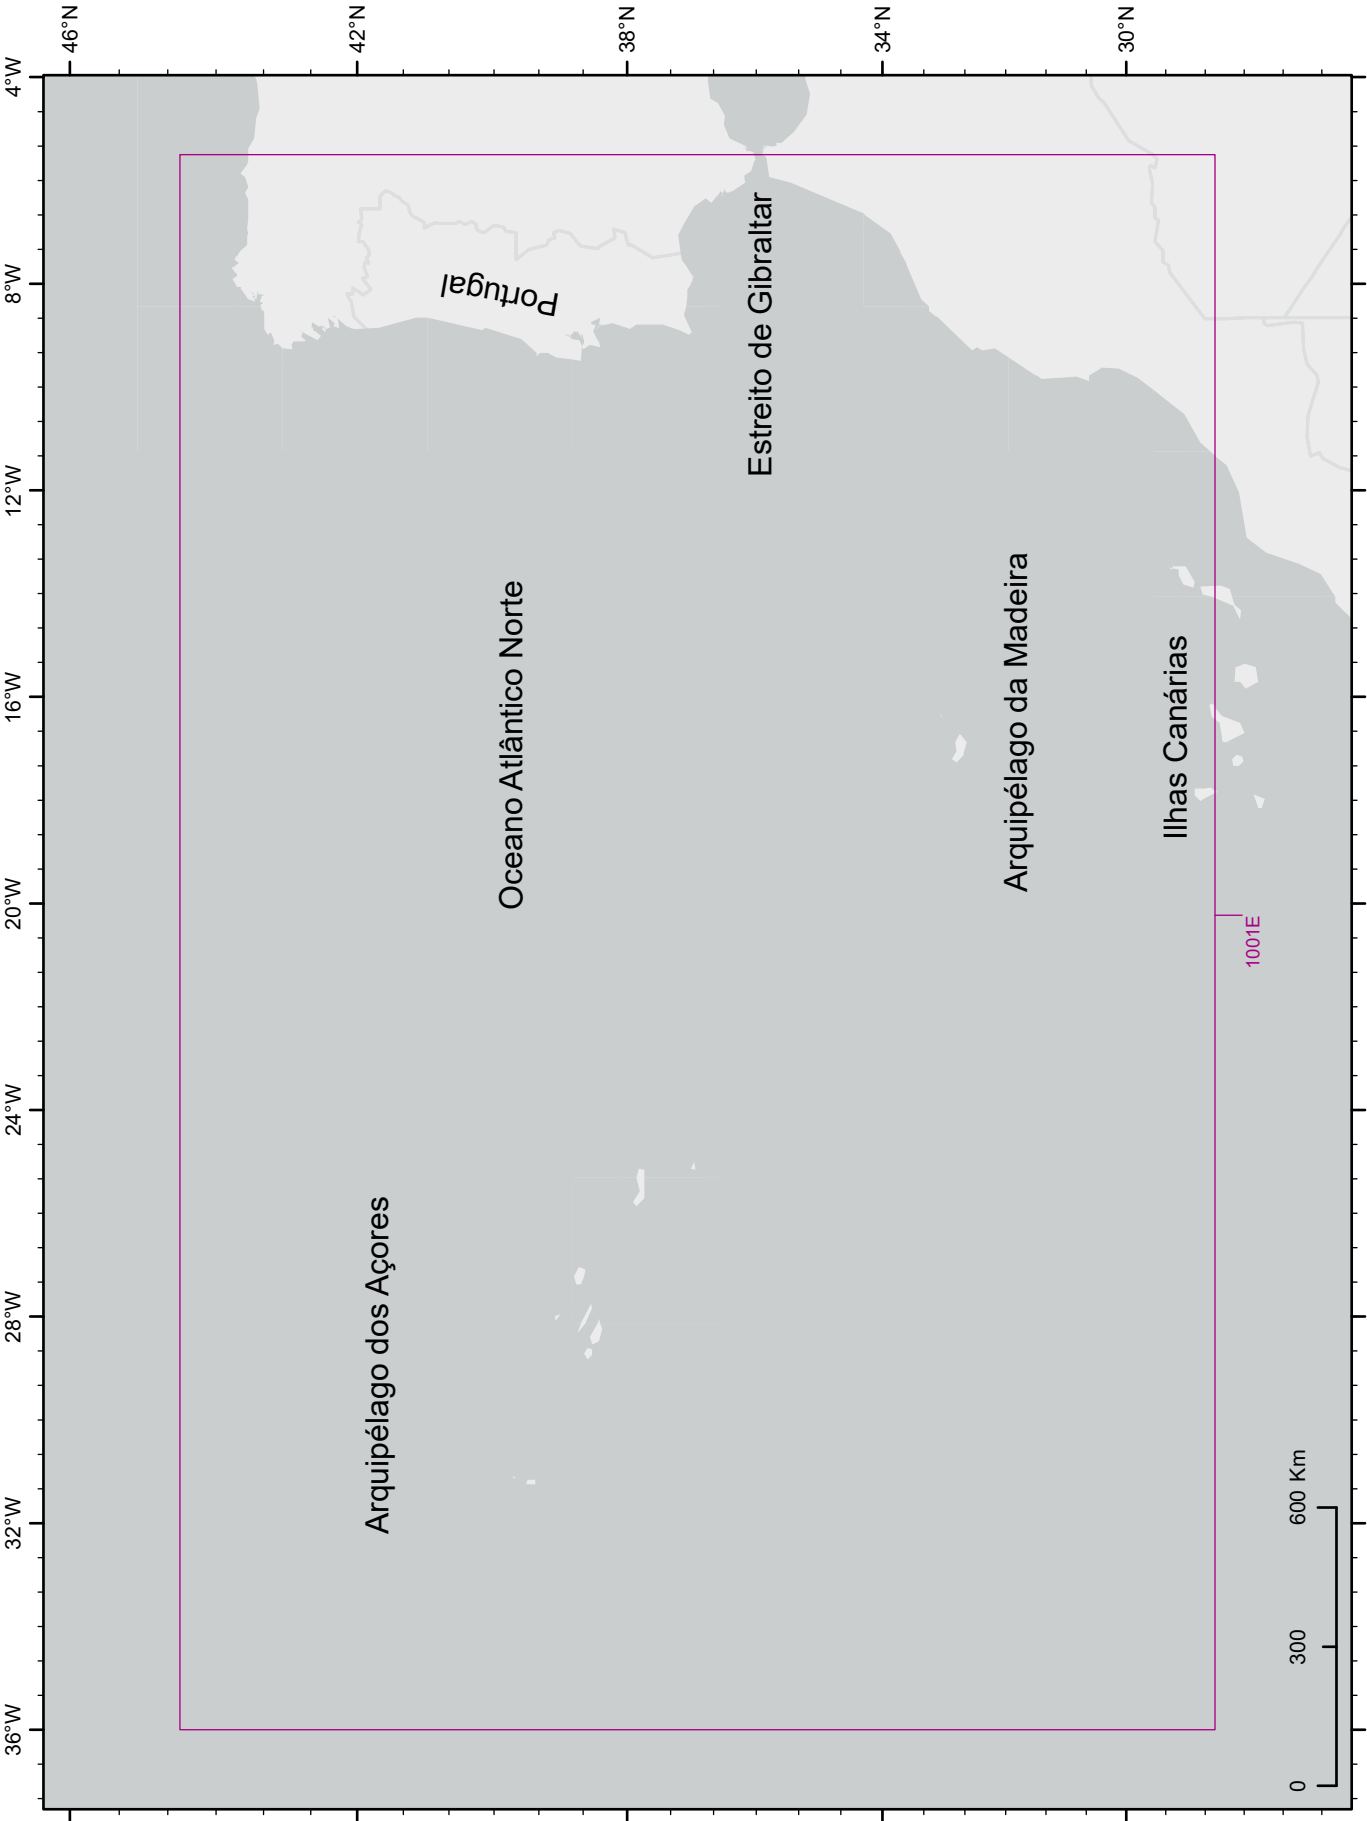 36°W
32°W
28°W
24°W
20°W
16°W
12°W
8°W
4°W
46°N
42°N
38°N
34°N
30°N
Portugal
Arquipélago dos Açores
Oceano Atlântico Norte
Estreito de Gibraltar
Arquipélago da Madeira
Ilhas Canárias
1001E
0 300 600 Km